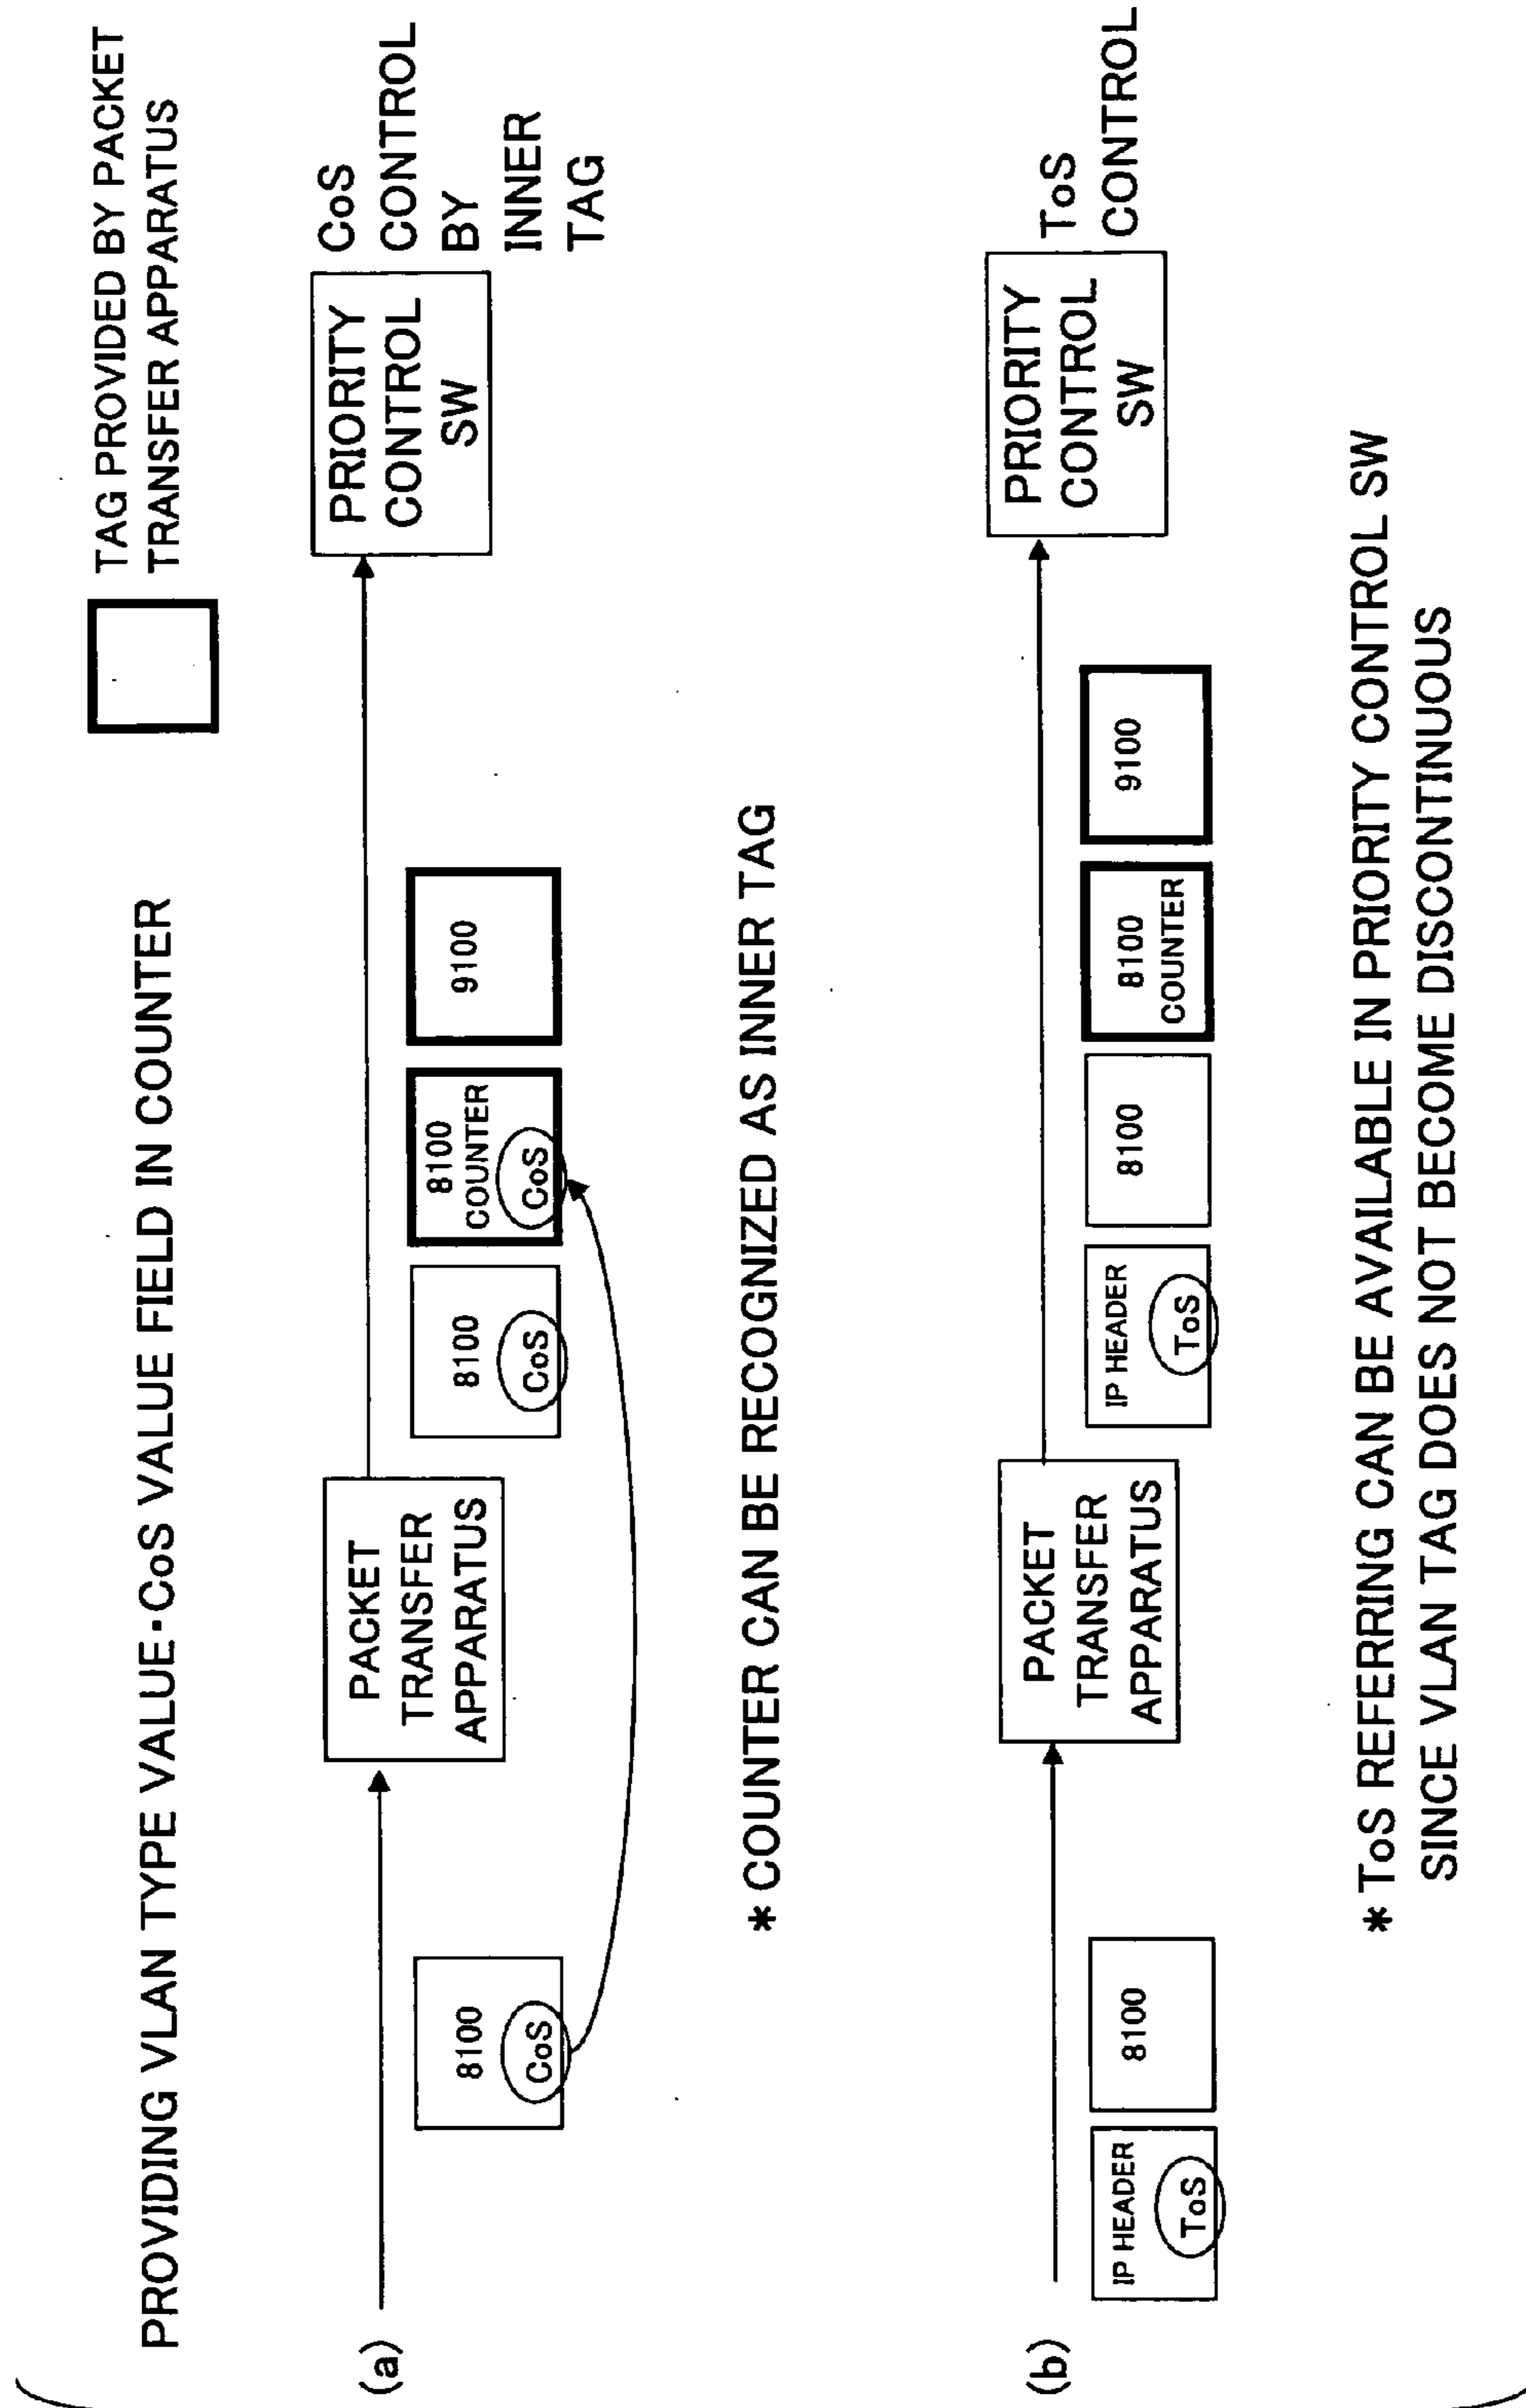 TAG PROVIDED BY PACKET
TRANSFER APPARATUS
PROVIDING VLAN TYPE VALUE·CoS VALUE FIELD IN COUNTER
(a)
8100
CoS
PACKET
TRANSFER
APPARATUS
8100
CoS
8100
COUNTER
CoS
9100
PRIORITY
CONTROL
SW
CoS
CONTROL
BY
INNER
TAG
* COUNTER CAN BE RECOGNIZED AS INNER TAG
(b)
IP HEADER
ToS
8100
PACKET
TRANSFER
APPARATUS
IP HEADER
ToS
8100
8100
COUNTER
9100
PRIORITY
CONTROL
SW
ToS
CONTROL
* ToS REFERRING CAN BE AVAILABLE IN PRIORITY CONTROL SW
SINCE VLAN TAG DOES NOT BECOME DISCONTINUOUS